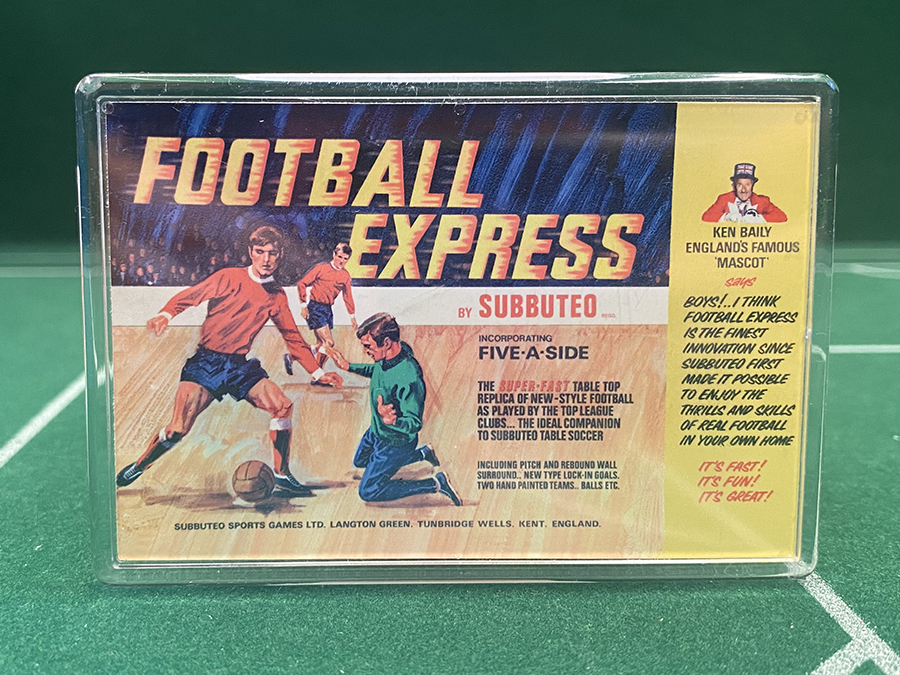 FOOTBALL
EXPRESS
BY SUBBUTEO REGD.
INCORPORATING
FIVE-A-SIDE
THE SUPER-FAST TABLE TOP
REPLICA OF NEW-STYLE FOOTBALL
AS PLAYED BY THE TOP LEAGUE
CLUBS... THE IDEAL COMPANION
TO SUBBUTEO TABLE SOCCER
INCLUDING PITCH AND REBOUND WALL
SURROUND.. NEW TYPE LOCK-IN GOALS.
TWO HAND PAINTED TEAMS.. BALLS ETC.
SUBBUTEO SPORTS GAMES LTD. LANGTON GREEN. TUNBRIDGE WELLS. KENT. ENGLAND.
KEN BAILY
ENGLAND'S FAMOUS
'MASCOT'
says
BOYS!..I THINK
FOOTBALL EXPRESS
IS THE FINEST
INNOVATION SINCE
SUBBUTEO FIRST
MADE IT POSSIBLE
TO ENJOY THE
THRILLS AND SKILLS
OF REAL FOOTBALL
IN YOUR OWN HOME
IT'S FAST!
IT'S FUN!
IT'S GREAT!